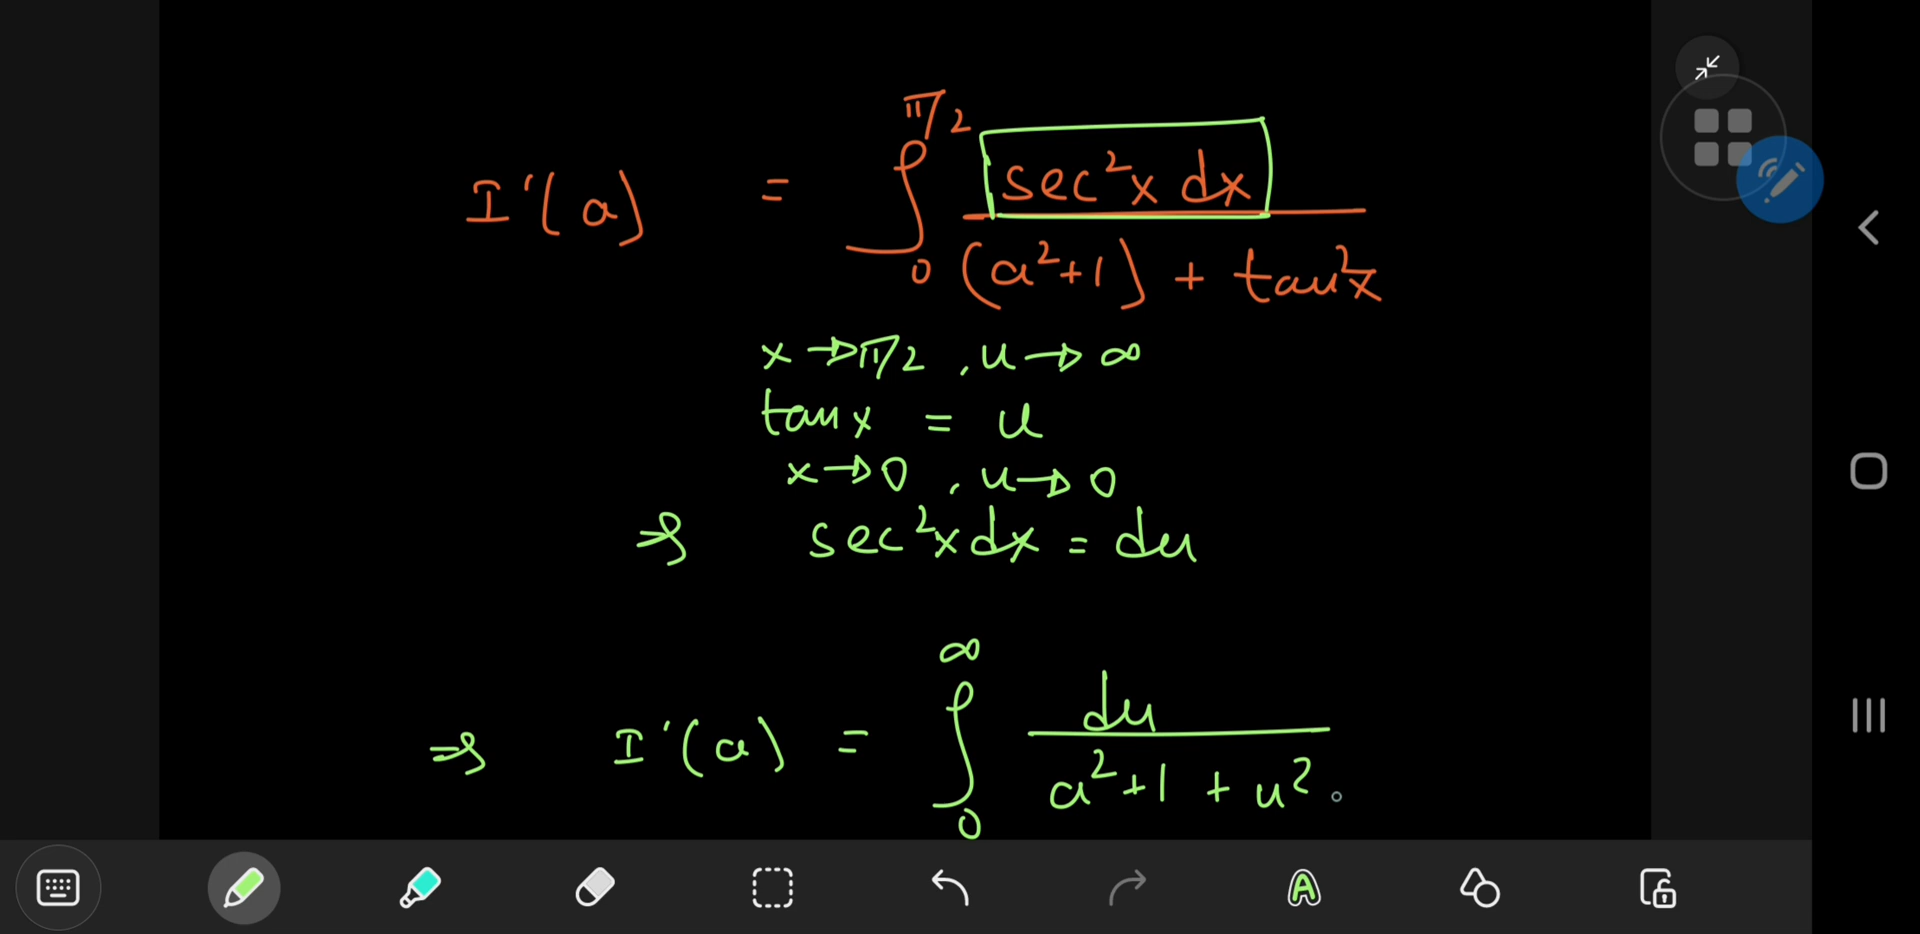 I'(a) = ∫₀^{π/2} sec²x dx / (a²+1) + tan²x
x → π/2 , u → ∞
tan x = u
x → 0 , u → 0
⇒ sec²x dx = du
⇒ I'(a) = ∫₀^∞ du / a²+1 + u².
A